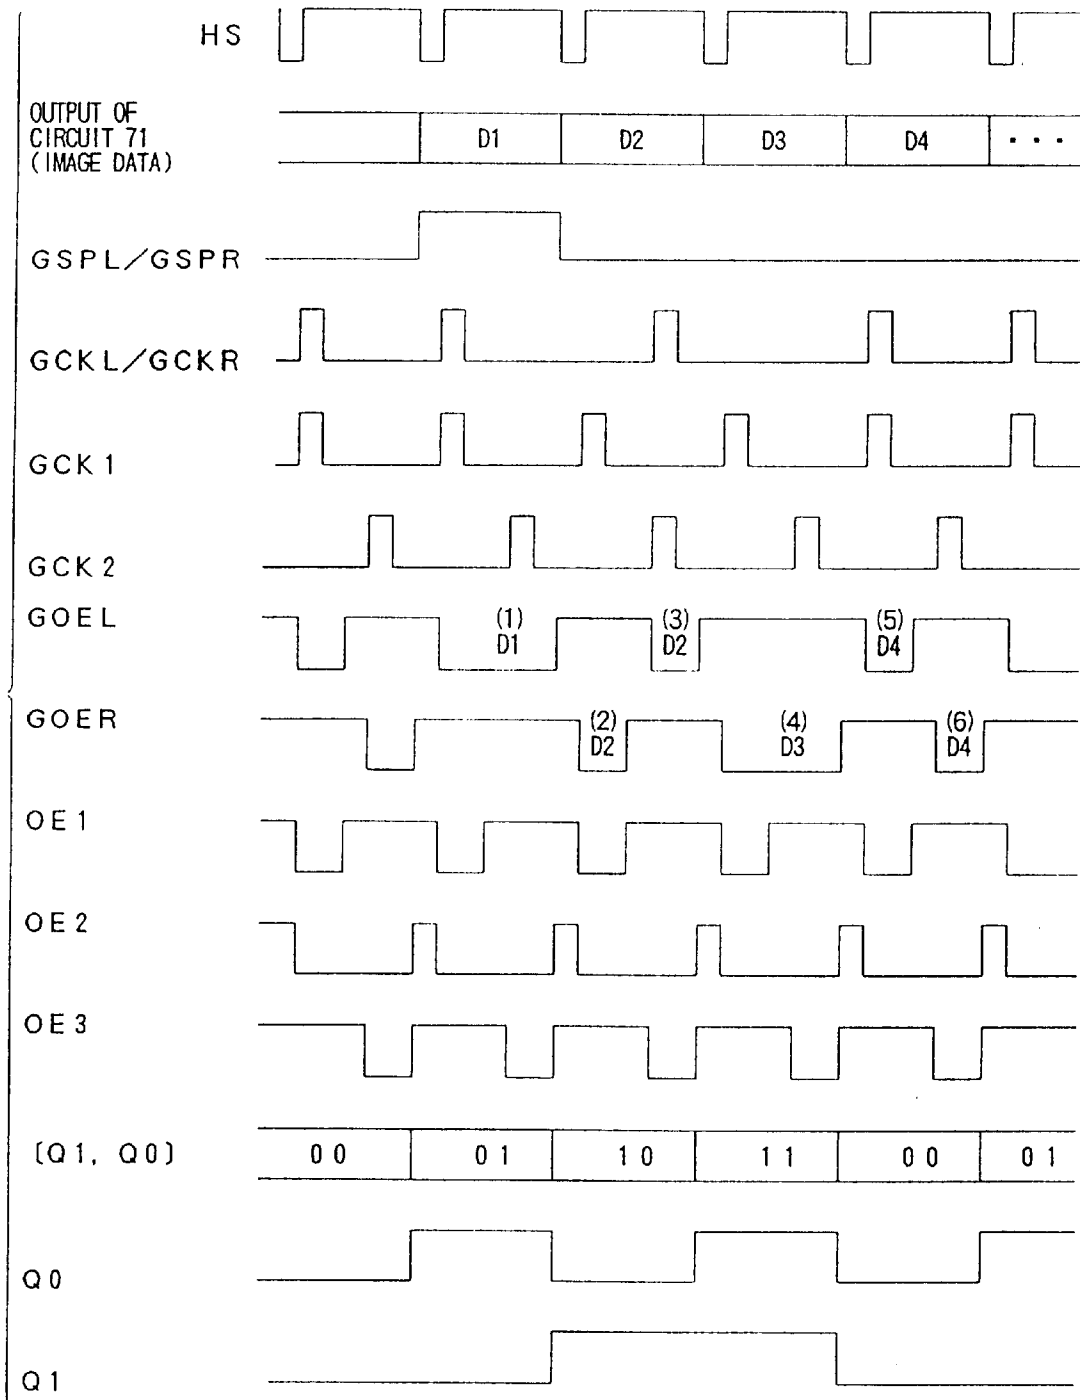 HS
OUTPUT OF
CIRCUIT 71
(IMAGE DATA)
D1 D2 D3 D4 ・・・
GSPL/GSPR
GCKL/GCKR
GCK1
GCK2
GOEL
(1) (3) (5)
D1 D2 D4
GOER
(2) (4) (6)
D2 D3 D4
OE1
OE2
OE3
[Q1, Q0] 00 01 10 11 00 01
Q0
Q1